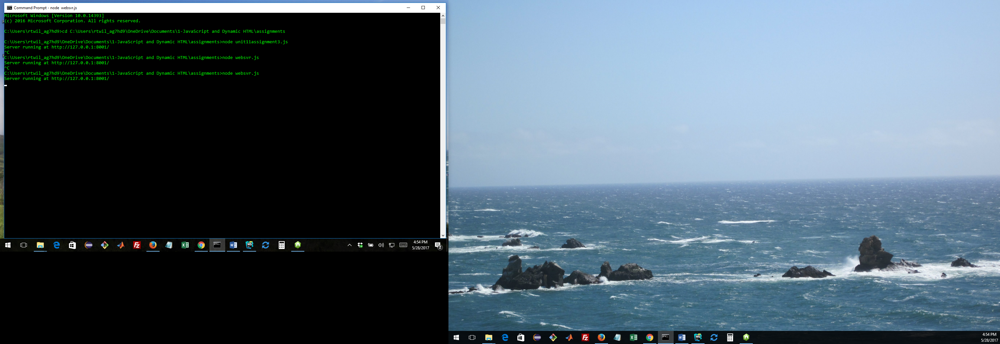 Command Prompt - node  websvr.js
Microsoft Windows [Version 10.0.14393]
(c) 2016 Microsoft Corporation. All rights reserved.
C:\Users\rtwil_ag7hd9>cd C:\Users\rtwil_ag7hd9\OneDrive\Documents\1-JavaScript and Dynamic HTML\assignments
C:\Users\rtwil_ag7hd9\OneDrive\Documents\1-JavaScript and Dynamic HTML\assignments>node unit11assignment3.js
Server running at http://127.0.0.1:8001/
^C
C:\Users\rtwil_ag7hd9\OneDrive\Documents\1-JavaScript and Dynamic HTML\assignments>node websvr.js
Server running at http://127.0.0.1:8001/
^C
C:\Users\rtwil_ag7hd9\OneDrive\Documents\1-JavaScript and Dynamic HTML\assignments>node websvr.js
Server running at http://127.0.0.1:8001/
Fz
W
WS
4:54 PM
5/28/2017
2
Fz
W
WS
4:54 PM
5/28/2017